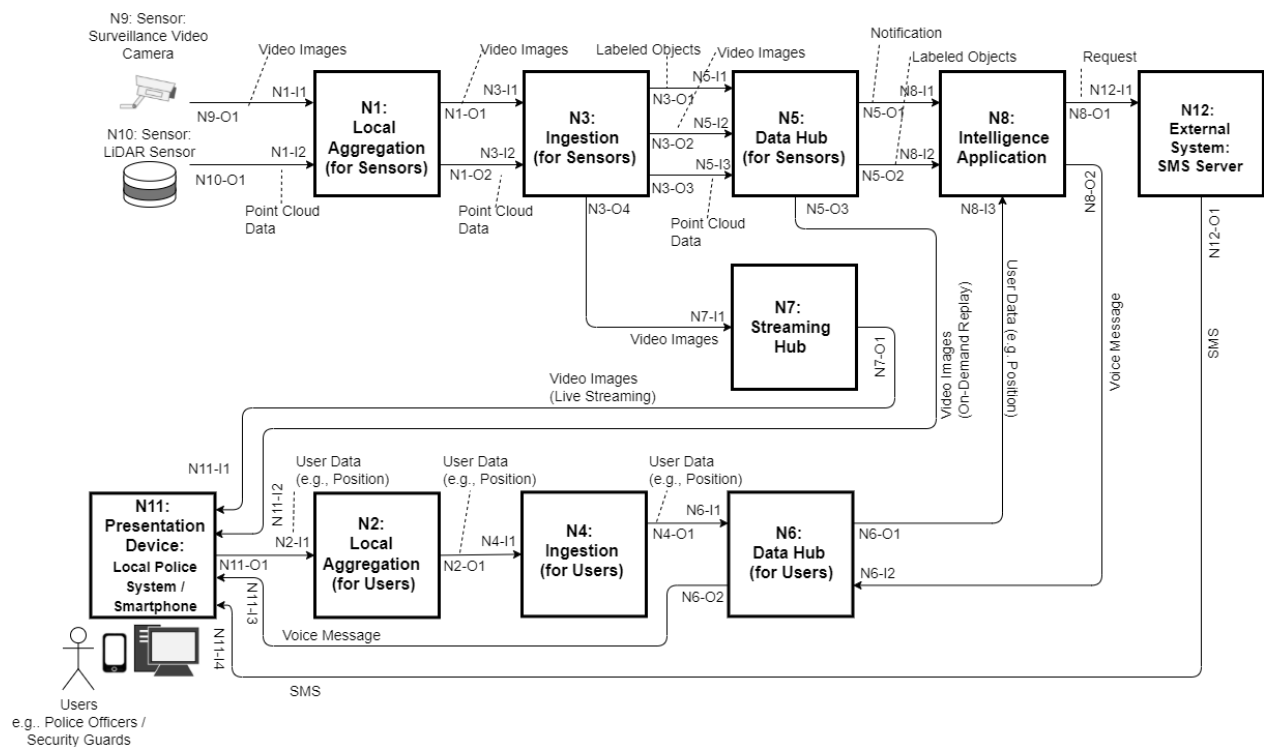 N9: Sensor:
Surveillance Video
Camera
Video Images
N1-I1
N9-O1
N10: Sensor:
LiDAR Sensor
N1-I2
N10-O1
Point Cloud
Data
N1:
Local
Aggregation
(for Sensors)
Video Images
N3-I1
N1-O1
N3-I2
N1-O2
Point Cloud
Data
N3:
Ingestion
(for Sensors)
Labeled Objects
Video Images
N5-I1
N3-O1
N5-I2
N3-O2
N5-I3
N3-O3
N3-O4
Point Cloud
Data
N5:
Data Hub
(for Sensors)
Notification
Labeled Objects
N8-I1
N5-O1
N8-I2
N5-O2
N5-O3
N8:
Intelligence
Application
N8-I3
Request
N12-I1
N8-O1
N8-O2
N12:
External
System:
SMS Server
N12-O1
N7-I1
Video Images
N7:
Streaming
Hub
N7-O1
Video Images
(Live Streaming)
Video Images
(On-Demand Replay)
User Data (e.g. Position)
Voice Message
SMS
N11-I1
N11-I2
N11:
Presentation
Device:
Local Police
System /
Smartphone
User Data
(e.g., Position)
N2-I1
N11-O1
N11-I3
N11-I4
N2:
Local
Aggregation
(for Users)
User Data
(e.g., Position)
N4-I1
N2-O1
N4:
Ingestion
(for Users)
User Data
(e.g., Position)
N6-I1
N4-O1
N6:
Data Hub
(for Users)
N6-O1
N6-I2
N6-O2
Voice Message
SMS
Users
e.g.. Police Officers /
Security Guards